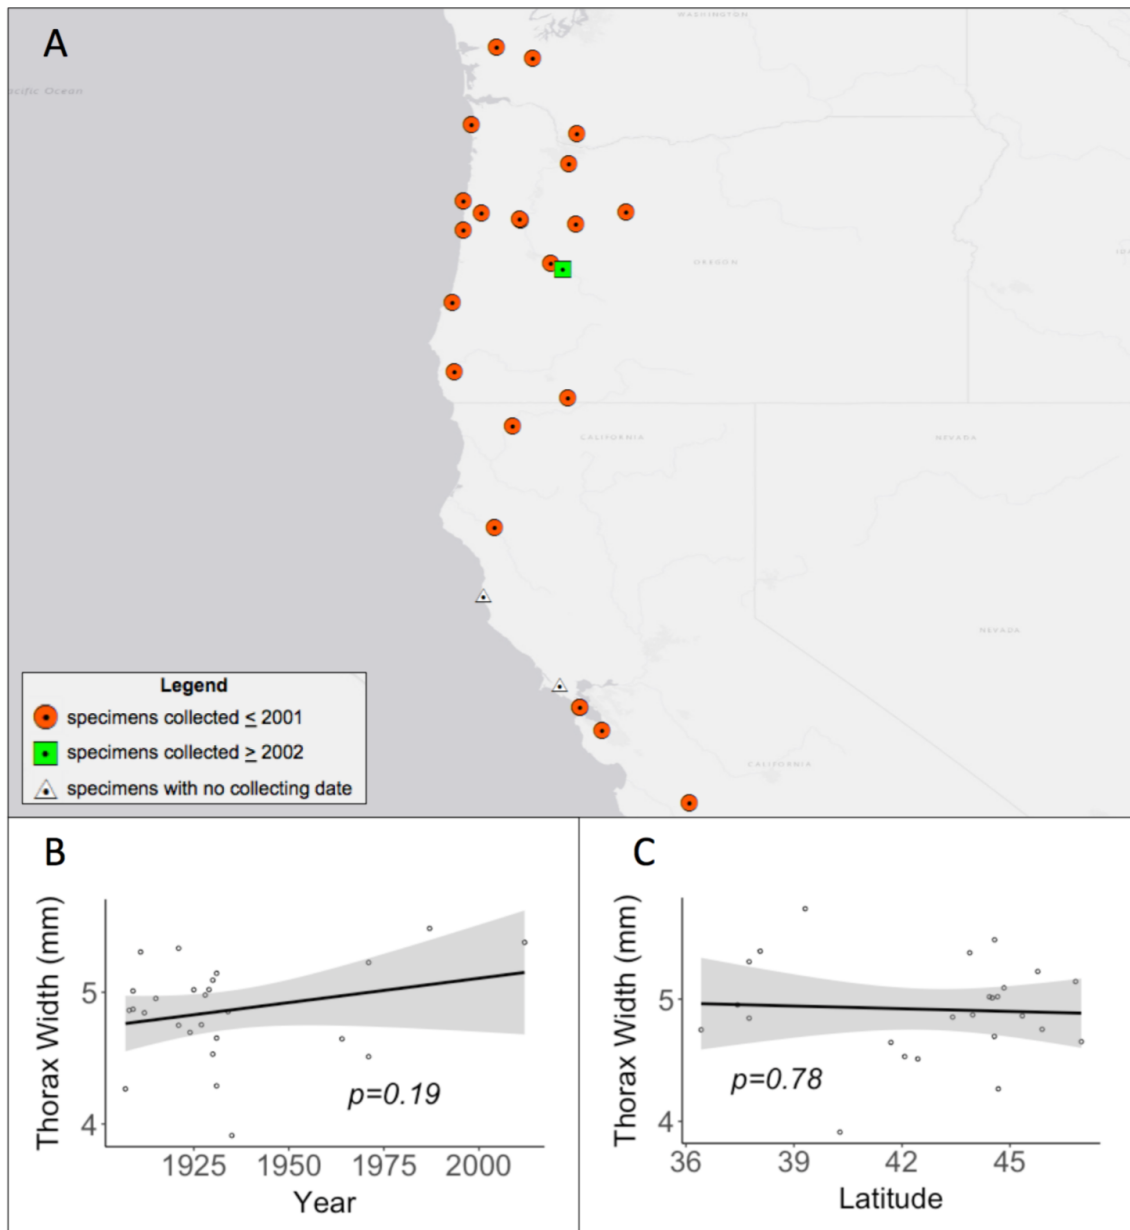 A
WASHINGTON
acific Ocean
OREGON
CALIFORNIA
NEVADA
NEVADA
CALIFORNIA
Legend
specimens collected ≤ 2001
specimens collected ≥ 2002
specimens with no collecting date
B
Thorax Width (mm)
5
4
p=0.19
1925
1950
1975
2000
Year
C
Thorax Width (mm)
5
4
p=0.78
36
39
42
45
Latitude